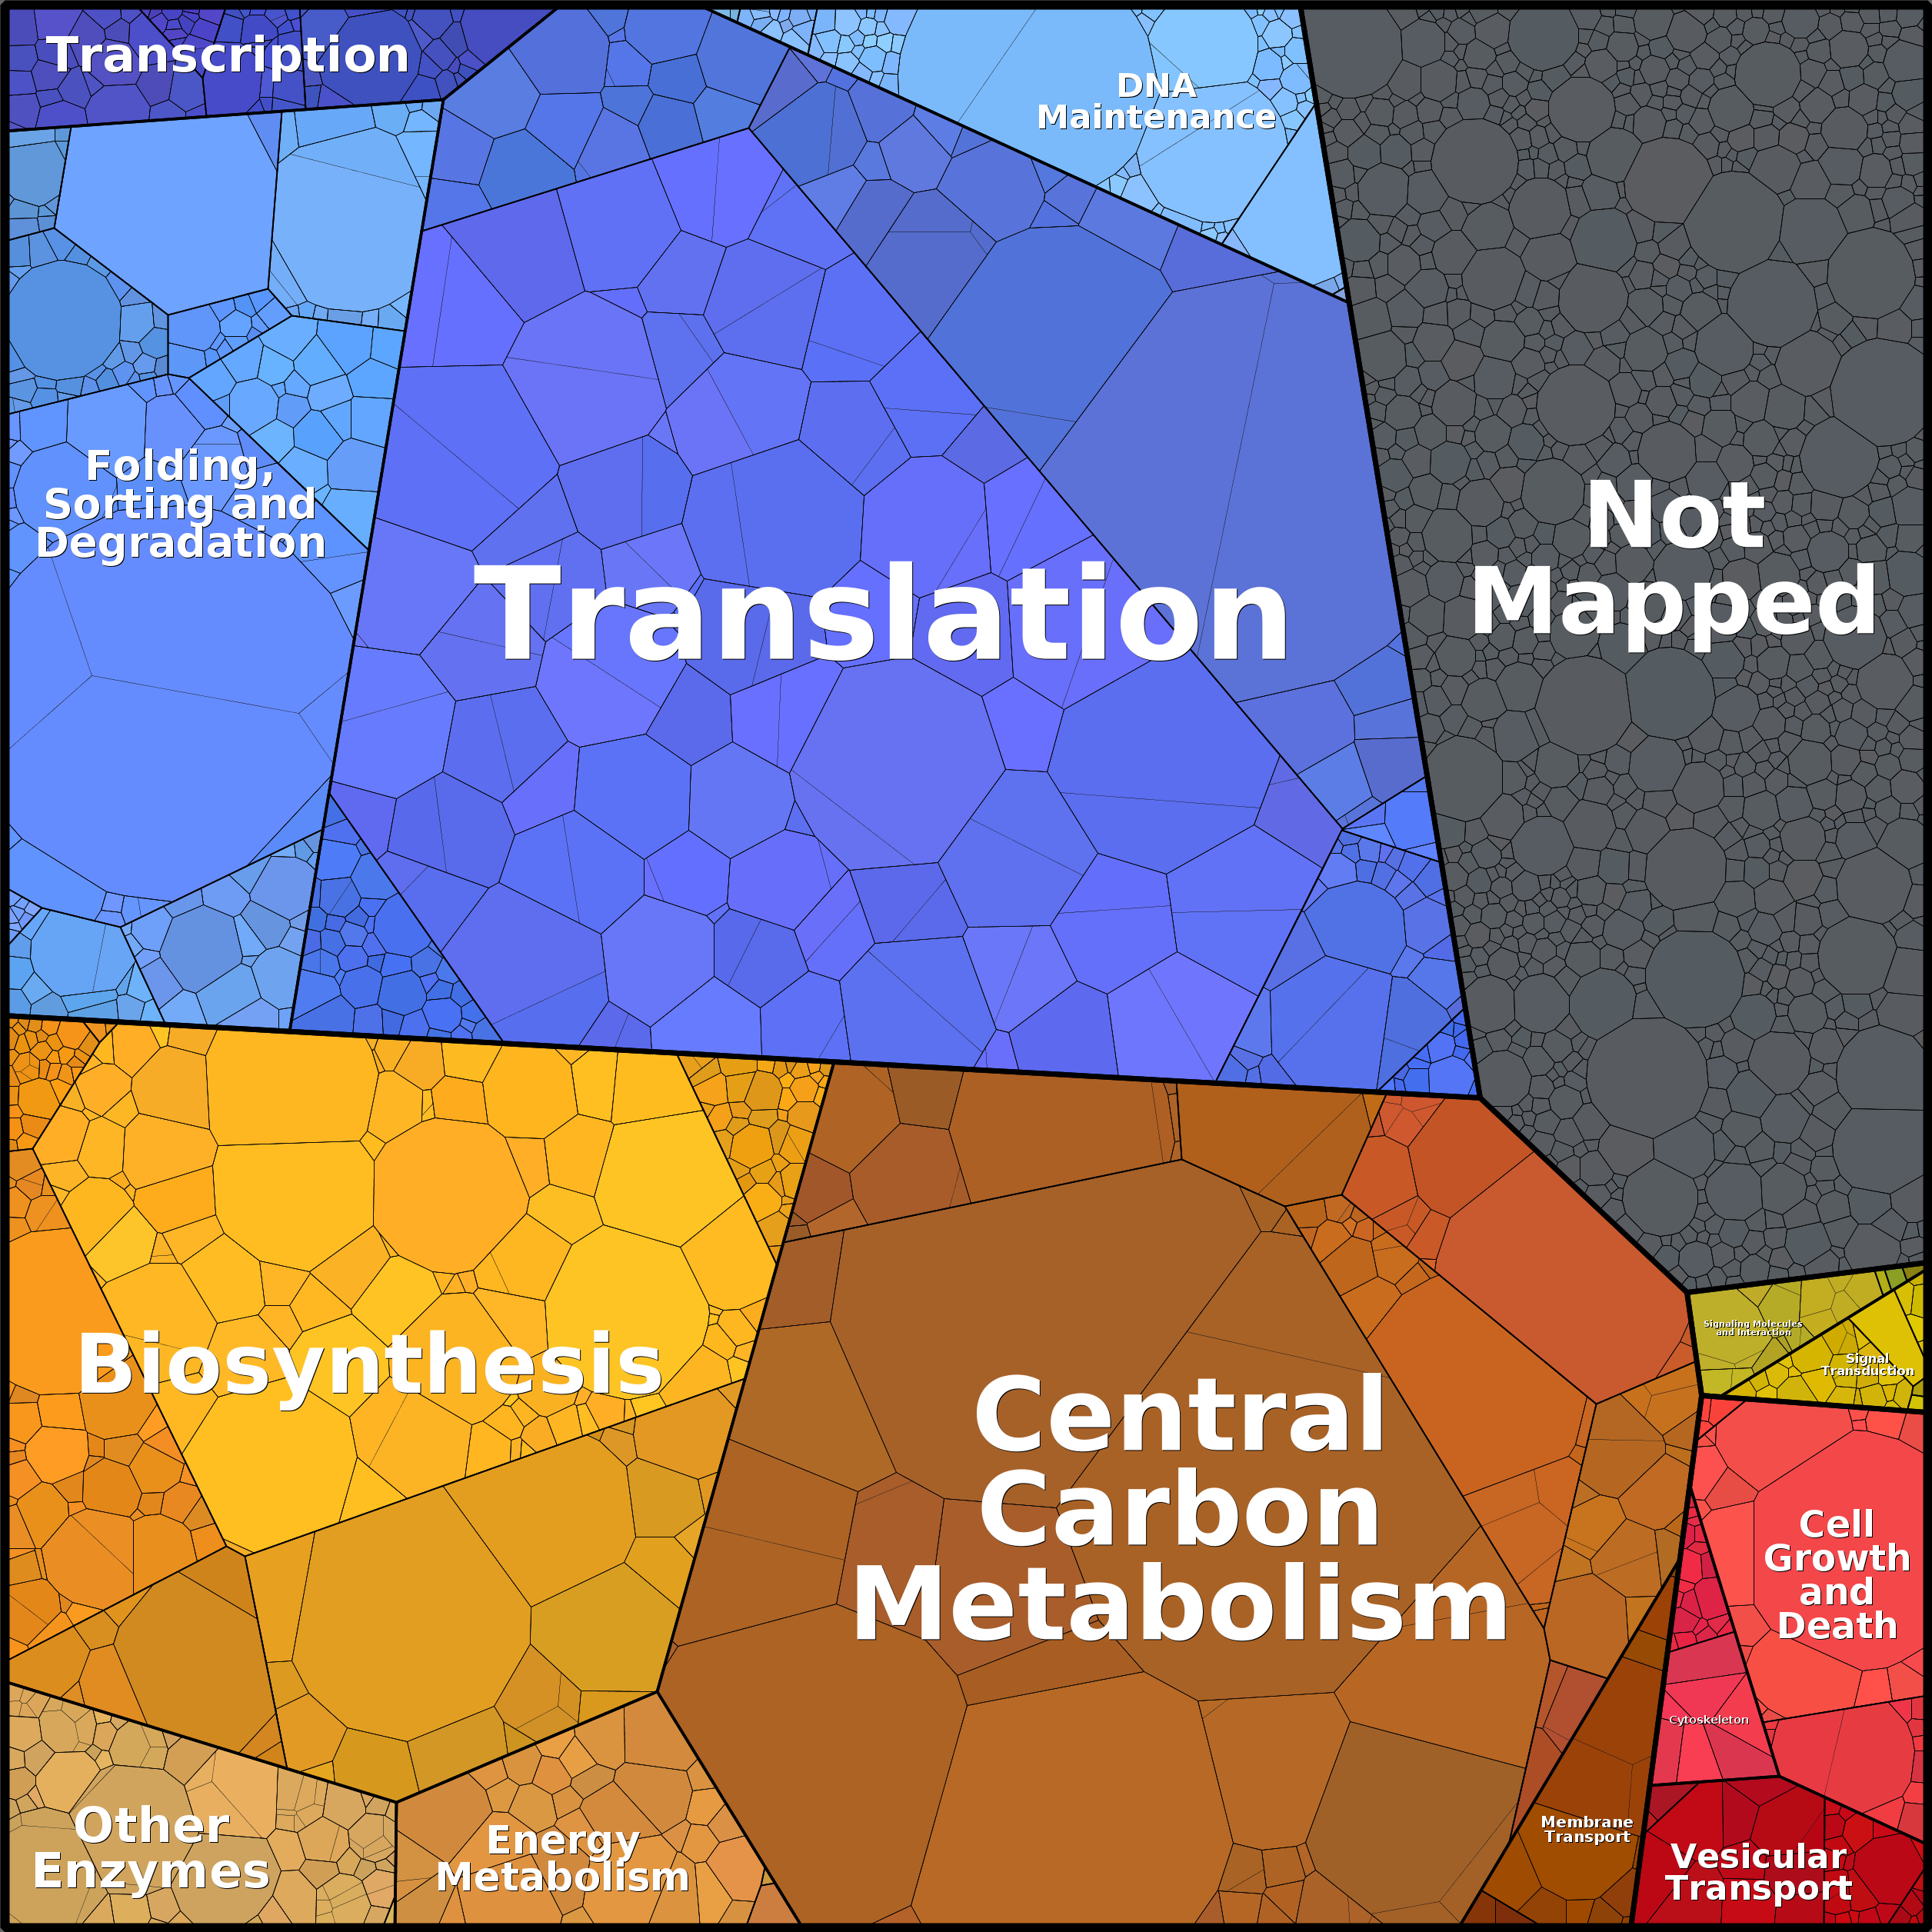 Transcription
DNA
Maintenance
Folding,
Sorting and
Degradation
Translation
Not
Mapped
Signaling Molecules
and Interaction
Signal
Transduction
Biosynthesis
Central
Carbon
Metabolism
Cell
Growth
and
Death
Cytoskeleton
Other
Enzymes
Energy
Metabolism
Membrane
Transport
Vesicular
Transport